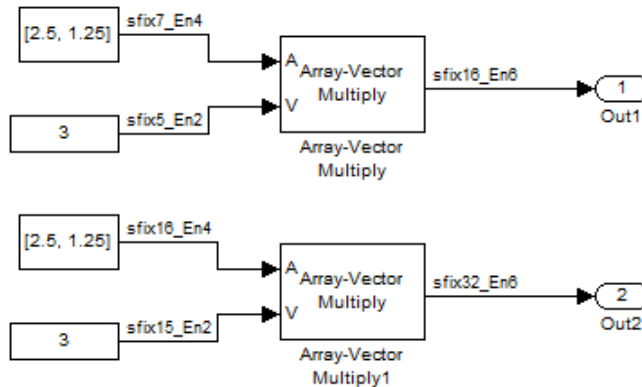 sfix7_En4
[2.5, 1.25]
A
Array-Vector
Multiply
sfix16_En6
1
V
Out1
sfix5_En2
3
Array-Vector
Multiply
sfix16_En4
[2.5, 1.25]
A
Array-Vector
Multiply
sfix32_En6
2
V
Out2
sfix15_En2
3
Array-Vector
Multiply1